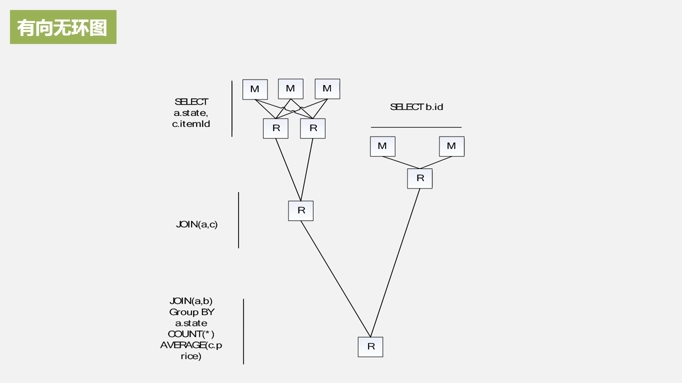 有向无环图
M M M
SELECT
a.state,
c.itemId
SELECT b.id
R R
M M
R
R
JOIN(a,c)
JOIN(a,b)
Group BY
a.state
COUNT(*)
AVERAGE(c.p
rice)
R